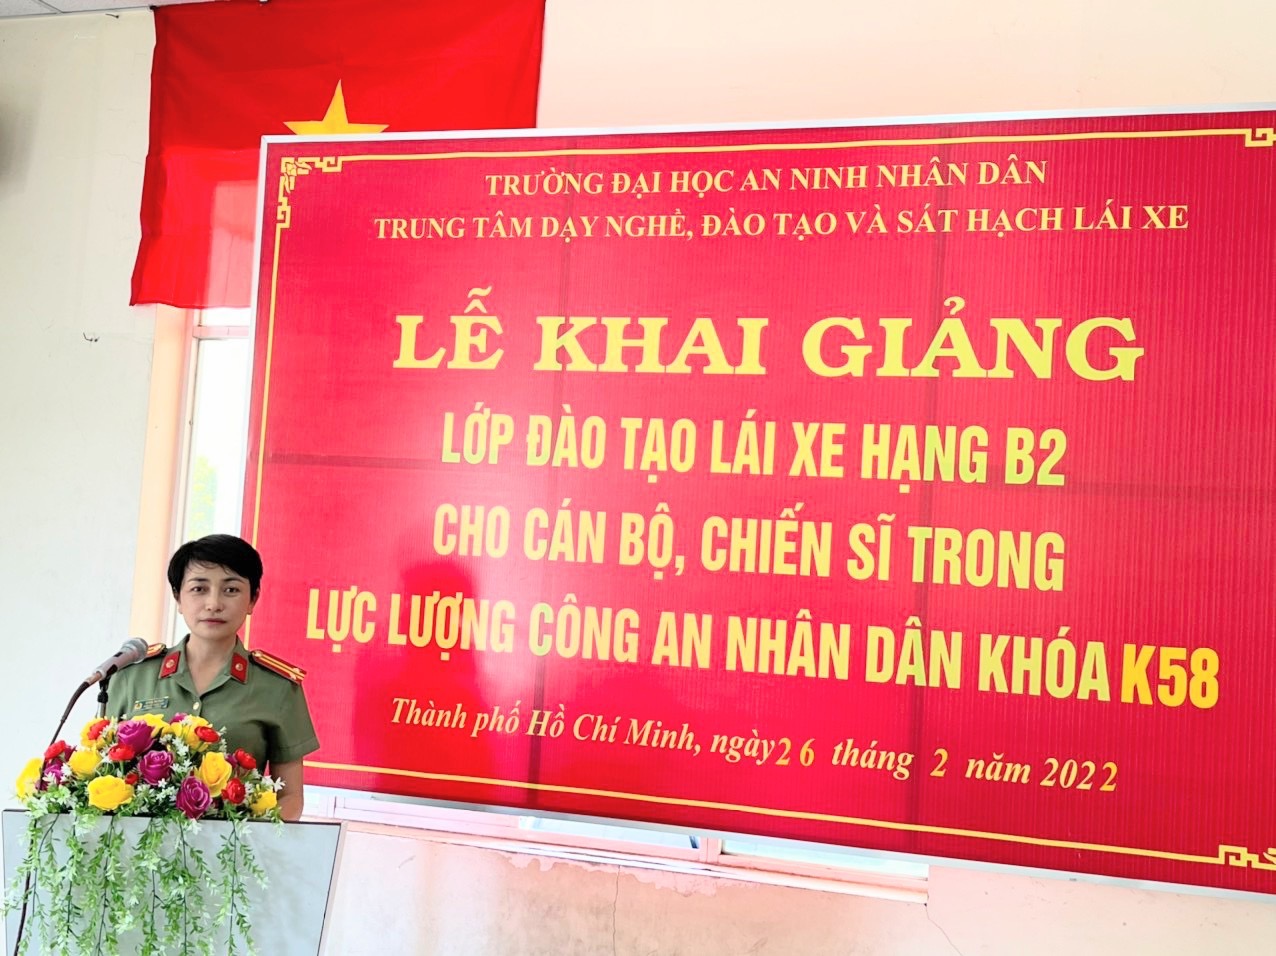 TRƯỜNG ĐẠI HỌC AN NINH NHÂN DÂN
TRUNG TÂM DẠY NGHỀ, ĐÀO TẠO VÀ SÁT HẠCH LÁI XE
LỄ KHAI GIẢNG
LỚP ĐÀO TẠO LÁI XE HẠNG B2
CHO CÁN BỘ, CHIẾN SĨ TRONG
LỰC LƯỢNG CÔNG AN NHÂN DÂN KHÓA K58
Thành phố Hồ Chí Minh, ngày 26 tháng 2 năm 2022